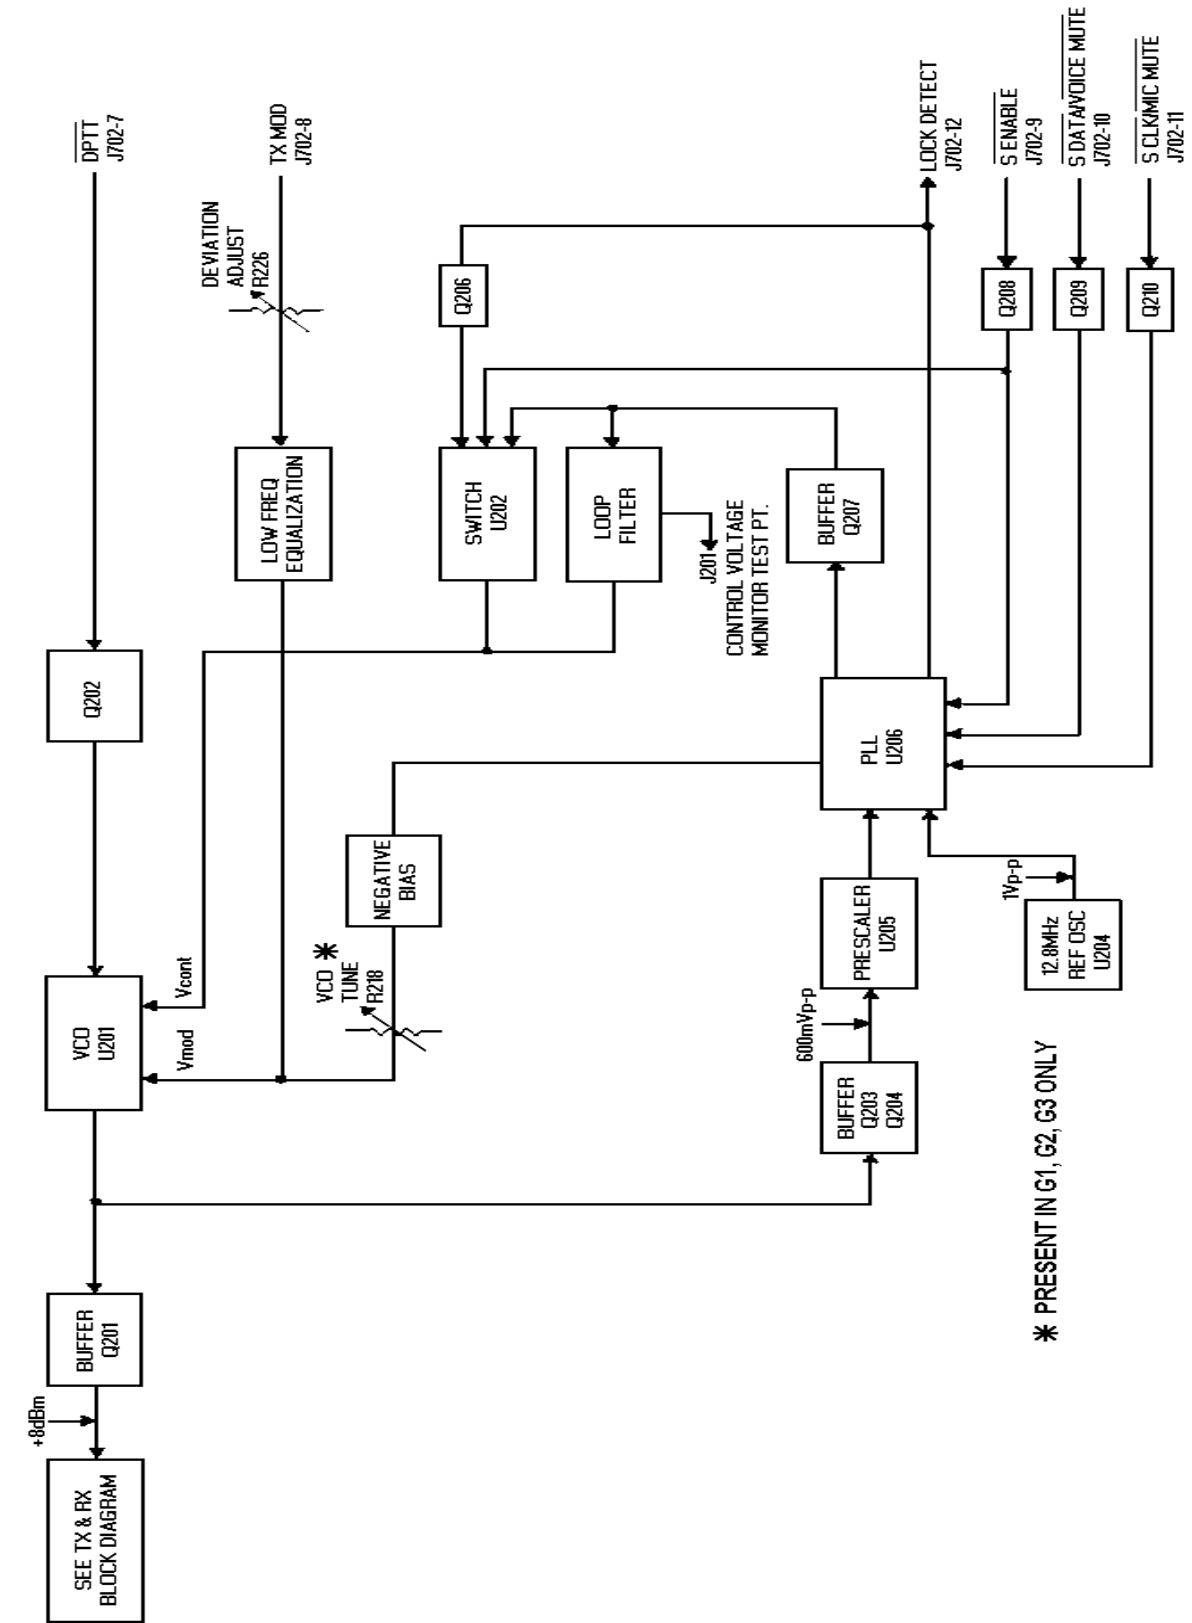 SEE TX & RX
BLOCK DIAGRAM
+8dBm
BUFFER
Q201
VCO
U201
Vmod
Vcont
Q202
DPTT
J702-7
DEVIATION
ADJUST
R226
TX MOD
J702-8
LOW FREQ
EQUALIZATION
VCO *
TUNE
R218
NEGATIVE
BIAS
SWITCH
U202
Q206
LOOP
FILTER
J201
CONTROL VOLTAGE
MONITOR TEST PT.
BUFFER
Q207
BUFFER
Q203
Q204
600mVp-p
PRESCALER
U205
PLL
U206
LOCK DETECT
J702-12
12.8MHz
REF OSC
U204
1Vp-p
Q208
S ENABLE
J702-9
Q209
S DATA/VOICE MUTE
J702-10
Q210
S CLK/MIC MUTE
J702-11
* PRESENT IN G1, G2, G3 ONLY